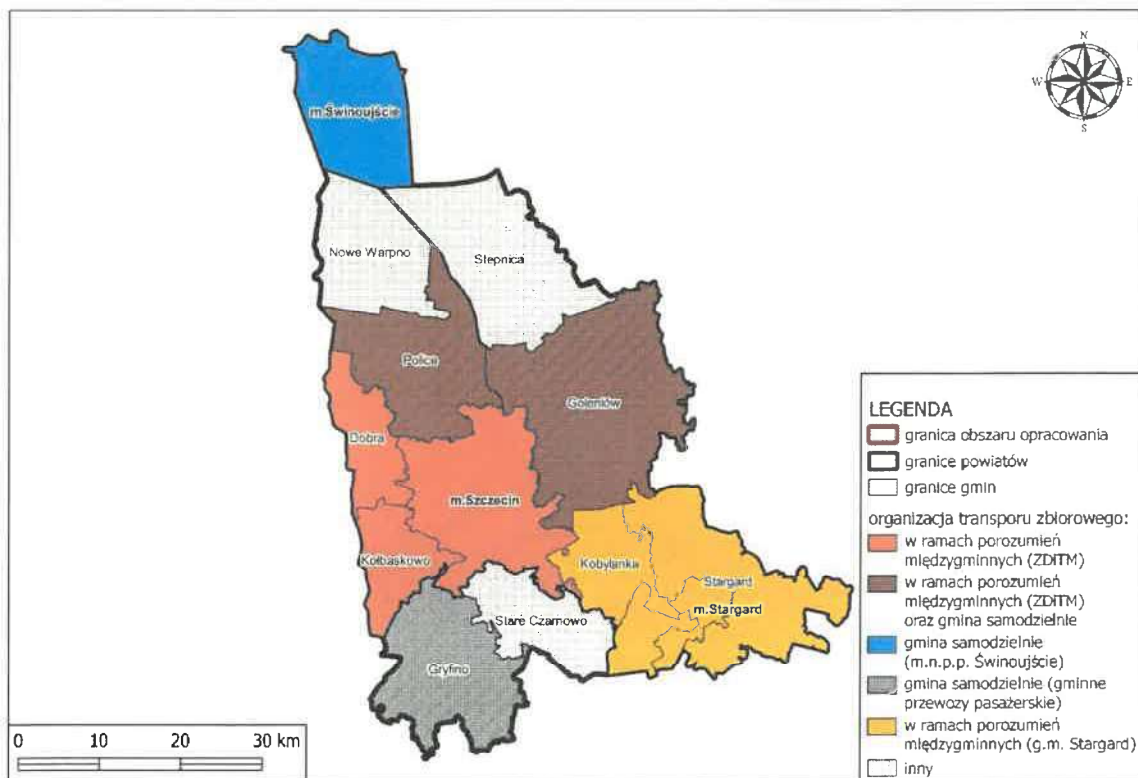 N
W
E
S
m.Świnoujście
Nowe Warpno
Stepnica
Police
Goleniów
Dobra
m.Szczecin
Kołbaskowo
Kobylanka
Stargard
m.Stargard
Stare Czarnowo
Gryfino
LEGENDA
granica obszaru opracowania
granice powiatów
granice gmin
organizacja transporu zbiorowego:
w ramach porozumień
międzygminnych (ZDiTM)
w ramach porozumień
międzygminnych (ZDiTM)
oraz gmina samodzielnie
gmina samodzielnie
(m.n.p.p. Świnoujście)
gmina samodzielnie (gminne
przewozy pasażerskie)
w ramach porozumień
międzygminnych (g.m. Stargard)
inny
0 10 20 30 km